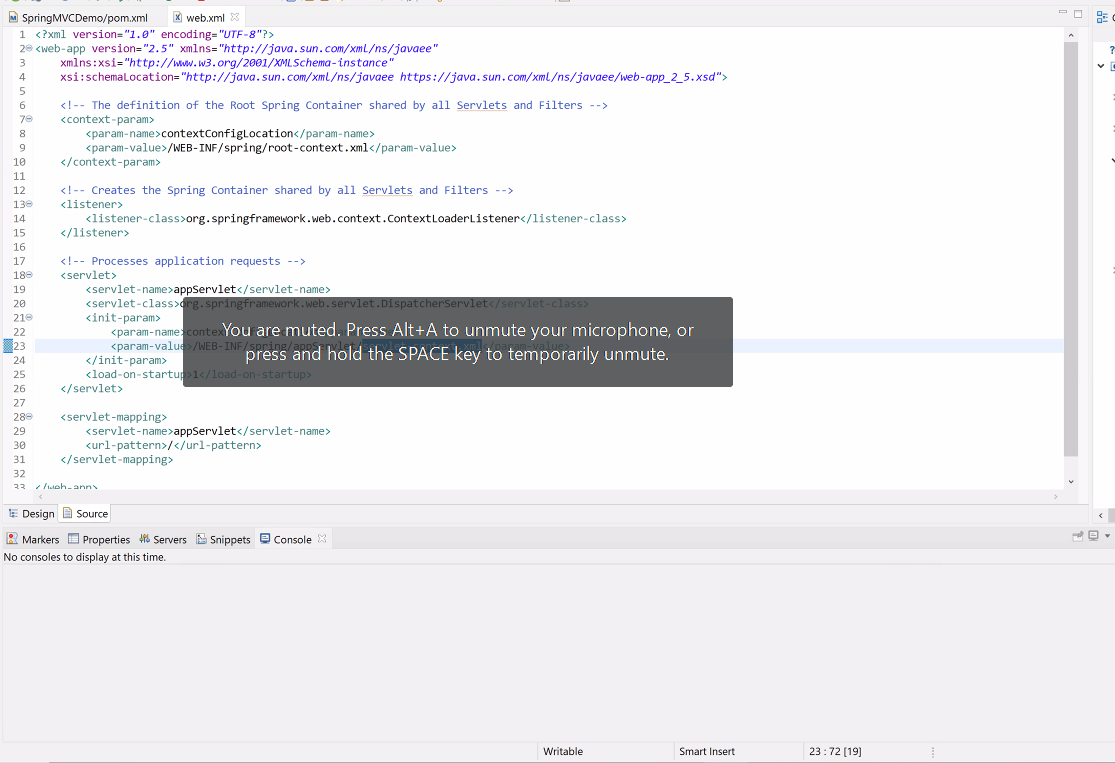 SpringMVCDemo/pom.xml
web.xml
1 <?xml version="1.0" encoding="UTF-8"?>
2 <web-app version="2.5" xmlns="http://java.sun.com/xml/ns/javaee"
3 xmlns:xsi="http://www.w3.org/2001/XMLSchema-instance"
4 xsi:schemaLocation="http://java.sun.com/xml/ns/javaee https://java.sun.com/xml/ns/javaee/web-app_2_5.xsd">
5
6 <!-- The definition of the Root Spring Container shared by all Servlets and Filters -->
7 <context-param>
8 <param-name>contextConfigLocation</param-name>
9 <param-value>/WEB-INF/spring/root-context.xml</param-value>
10 </context-param>
11
12 <!-- Creates the Spring Container shared by all Servlets and Filters -->
13 <listener>
14 <listener-class>org.springframework.web.context.ContextLoaderListener</listener-class>
15 </listener>
16
17 <!-- Processes application requests -->
18 <servlet>
19 <servlet-name>appServlet</servlet-name>
20 <servlet-class>org.springframework.web.servlet.DispatcherServlet</servlet-class>
21 <init-param>
22 <param-name>
23 <param-value>/WEB-INF/spring/appServlet/ </param-value>
24 </init-param>
25 <load-on-startup>1</load-on-startup>
26 </servlet>
27
28 <servlet-mapping>
29 <servlet-name>appServlet</servlet-name>
30 <url-pattern>/</url-pattern>
31 </servlet-mapping>
32
33 </web-app>
You are muted. Press Alt+A to unmute your microphone, or
press and hold the SPACE key to temporarily unmute.
Design Source
Markers Properties Servers Snippets Console
No consoles to display at this time.
Writable Smart Insert 23 : 72 [19]